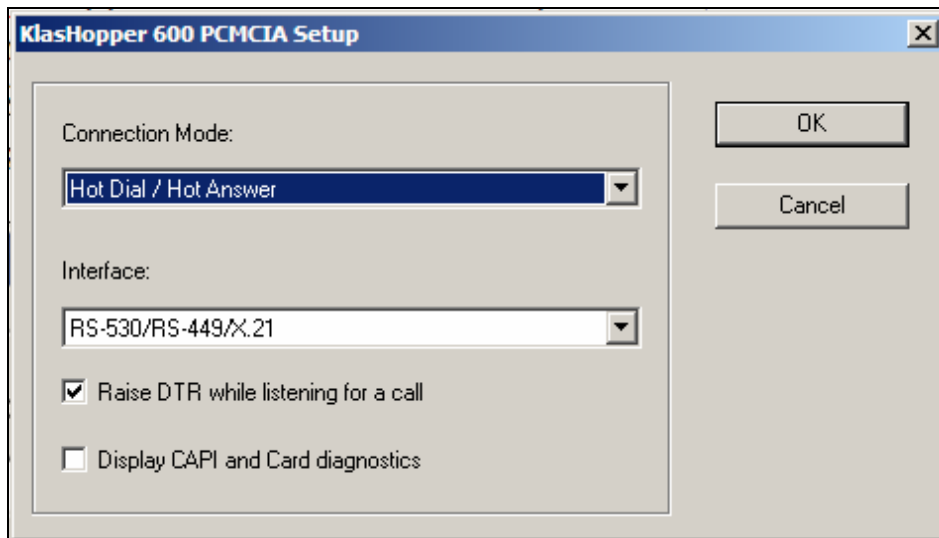 KlasHopper 600 PCMCIA Setup
Connection Mode:
Hot Dial / Hot Answer
Interface:
RS-530/RS-449/X.21
Raise DTR while listening for a call
Display CAPI and Card diagnostics
OK
Cancel